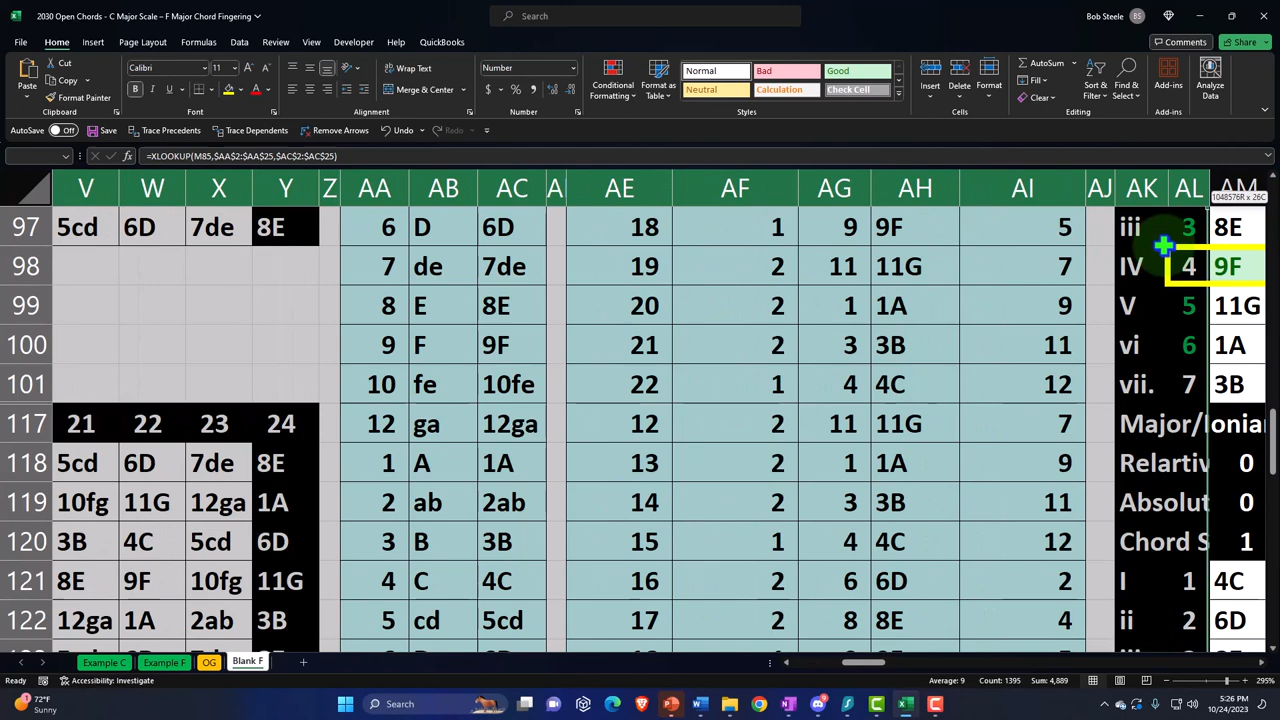 2030 Open Chords - C Major Scale – F Major Chord Fingering
Search
Bob Steele BS
File Home Insert Page Layout Formulas Data Review View Developer Automate Help QuickBooks
Comments Share
Paste Cut Calibri 11 Wrap Text Number Normal Bad Good AutoSum
Copy Merge & Center Conditional Formatting Format as Table Neutral Calculation Check Cell Insert Delete Format Fill Sort & Filter Find & Select Add-ins Analyze Data
Format Painter Clear
Clipboard Font Alignment Number Styles Cells Editing Add-ins
AutoSave Off Save Trace Precedents Trace Dependents Remove Arrows Undo Redo
=XLOOKUP(M85,$AA$2:$AA$25,$AC$2:$AC$25)
V W X Y Z AA AB AC A AE AF AG AH AI AJ AK AL AM
1048576R x 26C
97 5cd 6D 7de 8E 6 D 6D 18 1 9 9F 5 iii 3 8E
98 7 de 7de 19 2 11 11G 7 IV 4 9F
99 8 E 8E 20 2 1 1A 9 V 5 11G
100 9 F 9F 21 2 3 3B 11 vi 6 1A
101 10 fe 10fe 22 1 4 4C 12 vii. 7 3B
117 21 22 23 24 12 ga 12ga 12 2 11 11G 7 Major/Ionia
118 5cd 6D 7de 8E 1 A 1A 13 2 1 1A 9 Relartiv 0
119 10fg 11G 12ga 1A 2 ab 2ab 14 2 3 3B 11 Absolut 0
120 3B 4C 5cd 6D 3 B 3B 15 1 4 4C 12 Chord S 1
121 8E 9F 10fg 11G 4 C 4C 16 2 6 6D 2 I 1 4C
122 12ga 1A 2ab 3B 5 cd 5cd 17 2 8 8E 4 ii 2 6D
Example C Example F OG Blank F
Ready Accessibility: Investigate Average: 9 Count: 1395 Sum: 4,889 295%
72°F
Sunny
Search
5:26 PM
10/24/2023